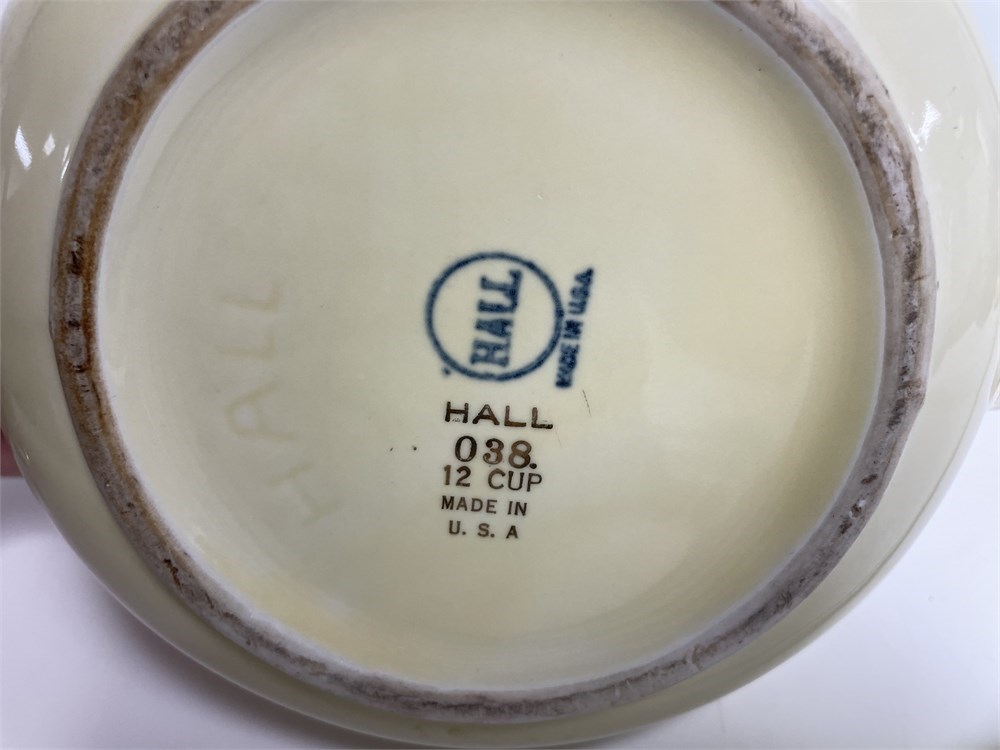 HALL
HALL
MADE IN U.S.A.
HALL
038.
12 CUP
MADE IN
U. S. A